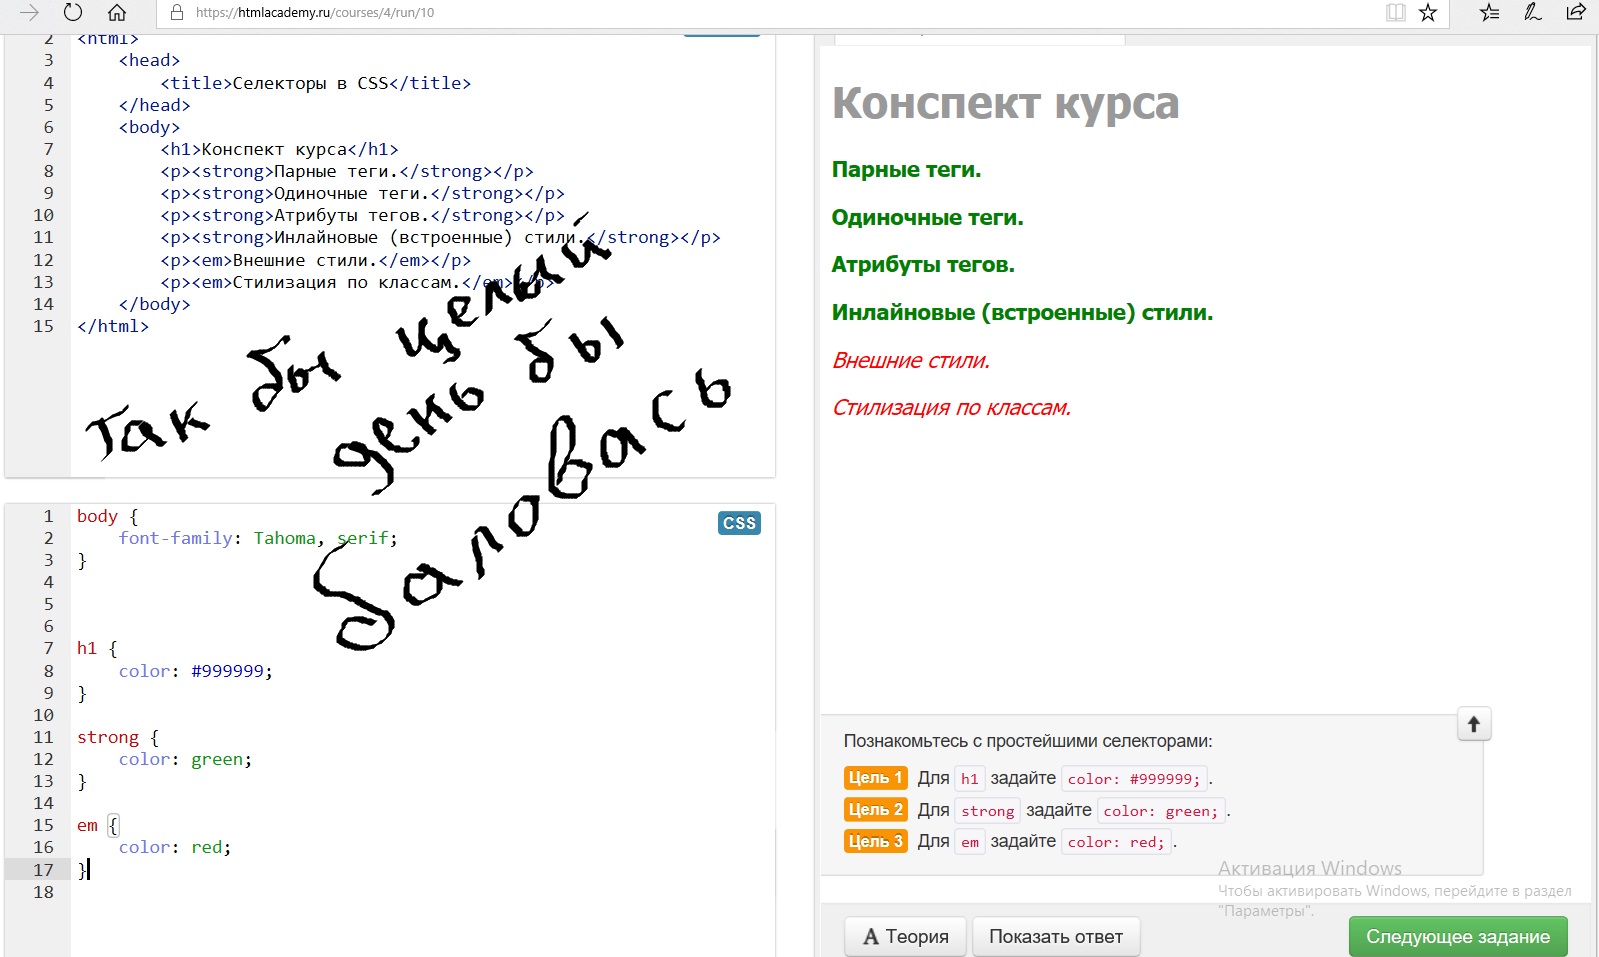 https://htmlacademy.ru/courses/4/run/10
2 <html>
3 <head>
4 <title>Селекторы в CSS</title>
5 </head>
6 <body>
7 <h1>Конспект курса</h1>
8 <p><strong>Парные теги.</strong></p>
9 <p><strong>Одиночные теги.</strong></p>
10 <p><strong>Атрибуты тегов.</strong></p>
11 <p><strong>Инлайновые (встроенные) стили.</strong></p>
12 <p><em>Внешние стили.</em></p>
13 <p><em>Стилизация по классам.</em></p>
14 </body>
15 </html>
Так бы целый
день бы
баловась
CSS
1 body {
2 font-family: Tahoma, serif;
3 }
4
5
6
7 h1 {
8 color: #999999;
9 }
10
11 strong {
12 color: green;
13 }
14
15 em {
16 color: red;
17 }
18
Конспект курса
Парные теги.
Одиночные теги.
Атрибуты тегов.
Инлайновые (встроенные) стили.
Внешние стили.
Стилизация по классам.
Познакомьтесь с простейшими селекторами:
Цель 1 Для h1 задайте color: #999999; .
Цель 2 Для strong задайте color: green; .
Цель 3 Для em задайте color: red; .
Активация Windows
Чтобы активировать Windows, перейдите в раздел
"Параметры".
A Теория
Показать ответ
Следующее задание